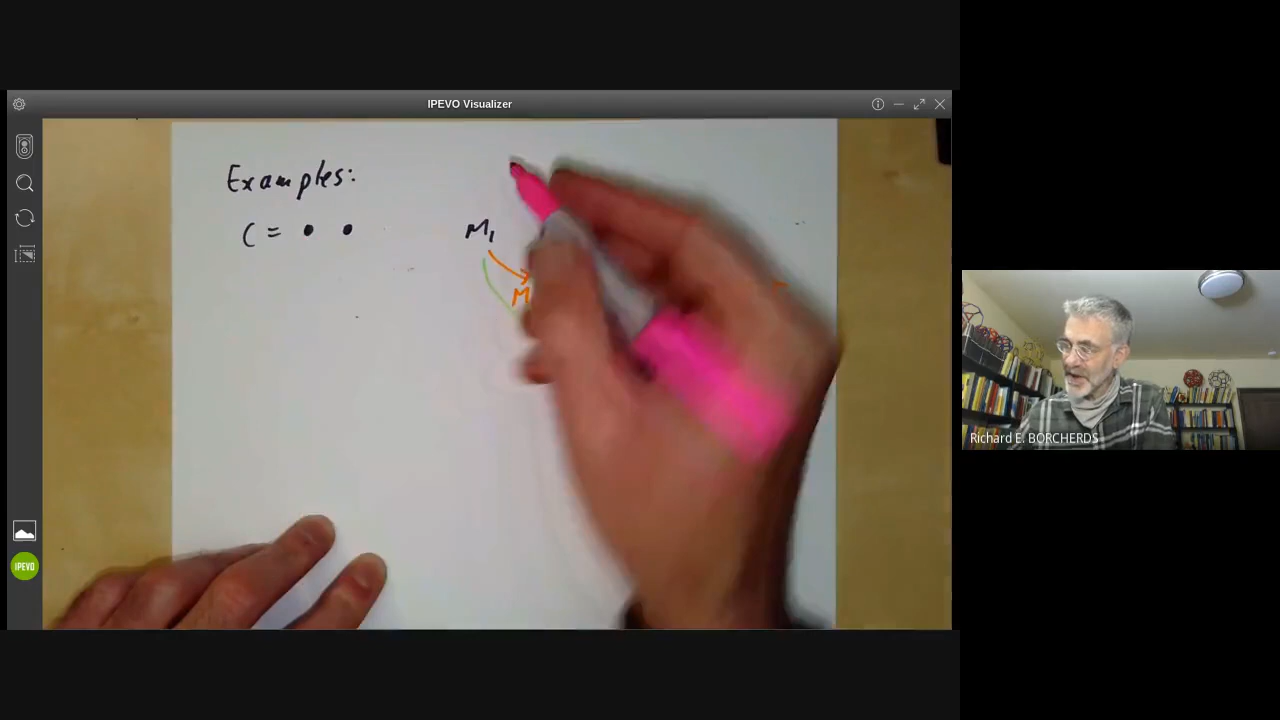 IPEVO Visualizer
Examples:
C = • •
M₁
M
IPEVO
Richard E. BORCHERDS